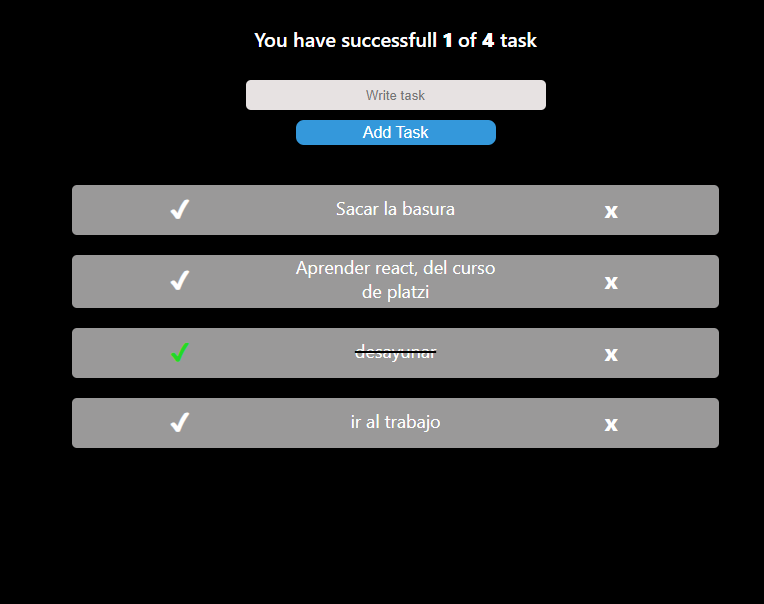 You have successfull 1 of 4 task
Write task
Add Task
✔ Sacar la basura x
✔ Aprender react, del curso
de platzi x
✔ desayunar x
✔ ir al trabajo x